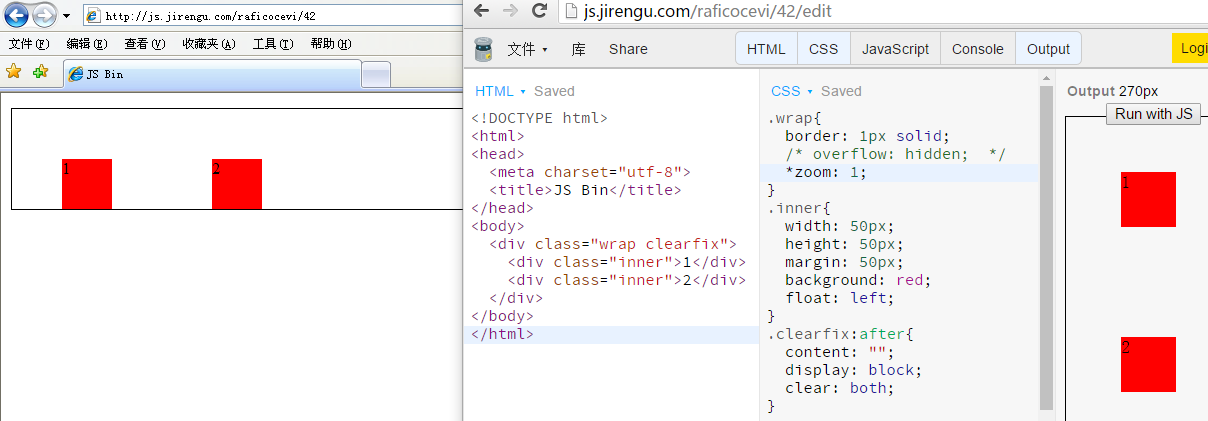 http://js.jirengu.com/raficocevi/42
文件(F) 编辑(E) 查看(V) 收藏夹(A) 工具(T) 帮助(H)
JS Bin
1 2
js.jirengu.com/raficocevi/42/edit
文件 库 Share HTML CSS JavaScript Console Output Logi
HTML Saved
<!DOCTYPE html>
<html>
<head>
<meta charset="utf-8">
<title>JS Bin</title>
</head>
<body>
<div class="wrap clearfix">
<div class="inner">1</div>
<div class="inner">2</div>
</div>
</body>
</html>
CSS Saved
.wrap{
border: 1px solid;
/* overflow: hidden;  */
*zoom: 1;
}
.inner{
width: 50px;
height: 50px;
margin: 50px;
background: red;
float: left;
}
.clearfix:after{
content: "";
display: block;
clear: both;
}
Output 270px
Run with JS
1
2